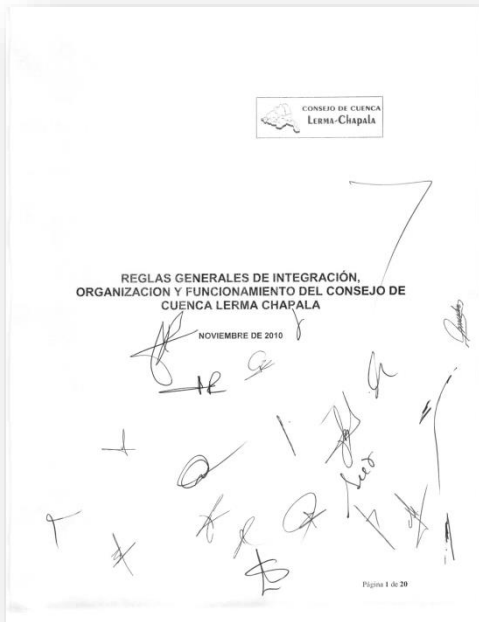 CONSEJO DE CUENCA
LERMA-CHAPALA
REGLAS GENERALES DE INTEGRACIÓN,
ORGANIZACION Y FUNCIONAMIENTO DEL CONSEJO DE
CUENCA LERMA CHAPALA
NOVIEMBRE DE 2010
Página 1 de 20